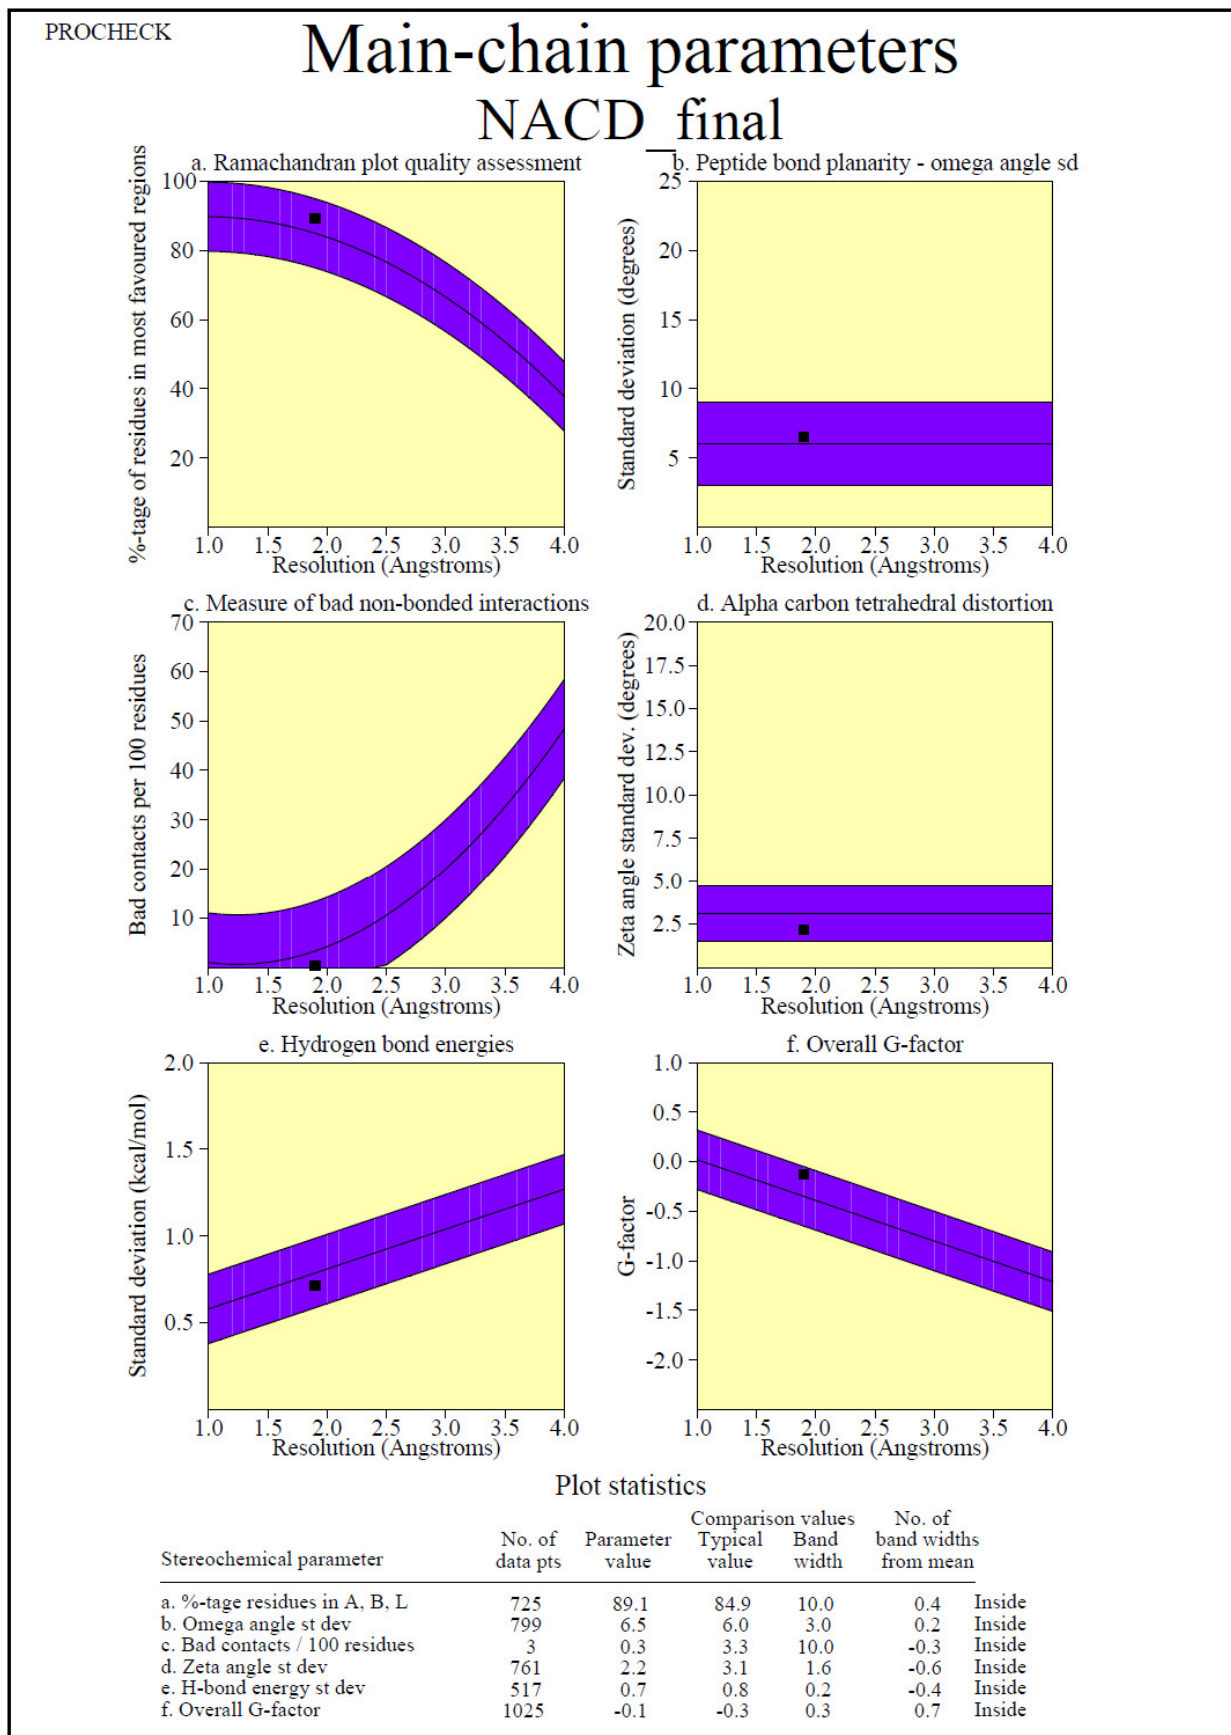 PROCHECK
Main-chain parameters
NACD_final
a. Ramachandran plot quality assessment
%-tage of residues in most favoured regions
100
80
60
40
20
1.0 1.5 2.0 2.5 3.0 3.5 4.0
Resolution (Angstroms)
b. Peptide bond planarity - omega angle sd
Standard deviation (degrees)
25
20
15
10
5
1.0 1.5 2.0 2.5 3.0 3.5 4.0
Resolution (Angstroms)
c. Measure of bad non-bonded interactions
Bad contacts per 100 residues
70
60
50
40
30
20
10
1.0 1.5 2.0 2.5 3.0 3.5 4.0
Resolution (Angstroms)
d. Alpha carbon tetrahedral distortion
Zeta angle standard dev. (degrees)
20.0
17.5
15.0
12.5
10.0
7.5
5.0
2.5
1.0 1.5 2.0 2.5 3.0 3.5 4.0
Resolution (Angstroms)
e. Hydrogen bond energies
Standard deviation (kcal/mol)
2.0
1.5
1.0
0.5
1.0 1.5 2.0 2.5 3.0 3.5 4.0
Resolution (Angstroms)
f. Overall G-factor
G-factor
1.0
0.5
0.0
-0.5
-1.0
-1.5
-2.0
1.0 1.5 2.0 2.5 3.0 3.5 4.0
Resolution (Angstroms)
Plot statistics
Comparison values No. of
No. of Parameter Typical Band band widths
Stereochemical parameter data pts value value width from mean
a. %-tage residues in A, B, L 725 89.1 84.9 10.0 0.4 Inside
b. Omega angle st dev 799 6.5 6.0 3.0 0.2 Inside
c. Bad contacts / 100 residues 3 0.3 3.3 10.0 -0.3 Inside
d. Zeta angle st dev 761 2.2 3.1 1.6 -0.6 Inside
e. H-bond energy st dev 517 0.7 0.8 0.2 -0.4 Inside
f. Overall G-factor 1025 -0.1 -0.3 0.3 0.7 Inside